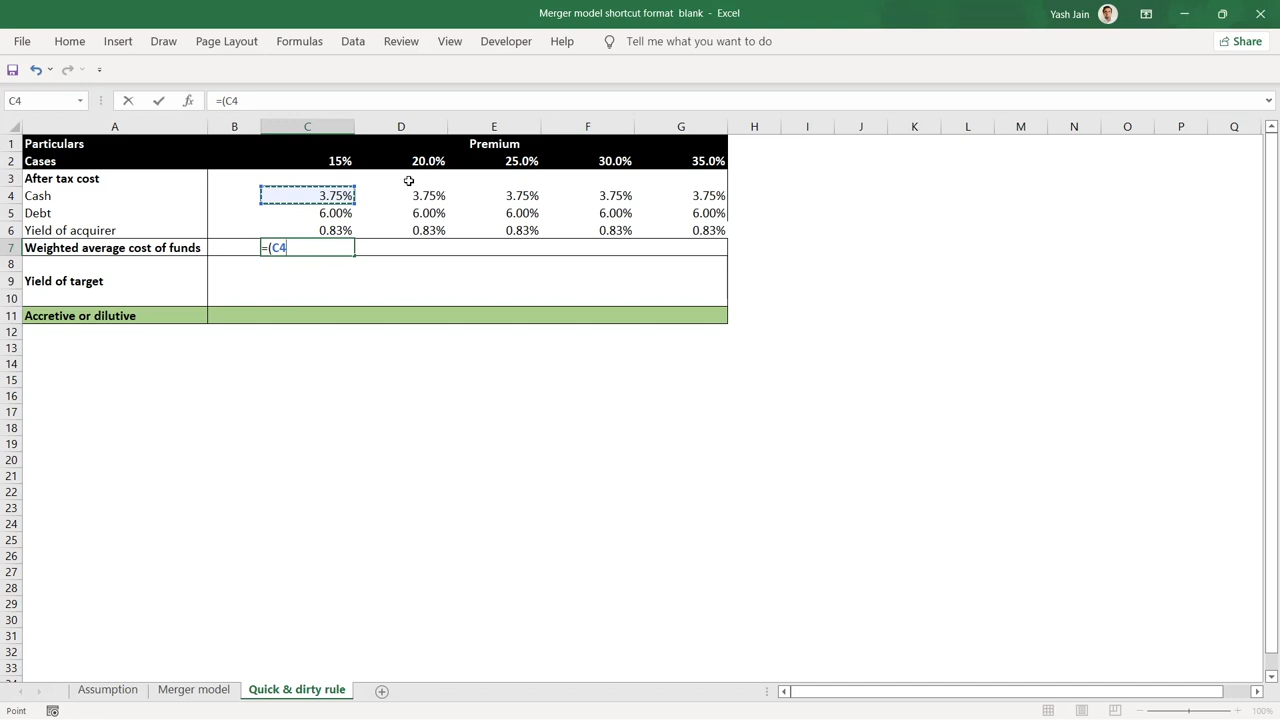 Merger model shortcut format blank - Excel
Yash Jain
File Home Insert Draw Page Layout Formulas Data Review View Developer Help Tell me what you want to do Share
C4 fx =(C4
A B C D E F G H I J K L M N O P Q
1 Particulars Premium
2 Cases 15% 20.0% 25.0% 30.0% 35.0%
3 After tax cost
4 Cash 3.75% 3.75% 3.75% 3.75% 3.75%
5 Debt 6.00% 6.00% 6.00% 6.00% 6.00%
6 Yield of acquirer 0.83% 0.83% 0.83% 0.83% 0.83%
7 Weighted average cost of funds =(C4
8
9 Yield of target
10
11 Accretive or dilutive
12
13
14
15
16
17
18
19
20
21
22
23
24
25
26
27
28
29
30
31
32
33
Assumption Merger model Quick & dirty rule
Point 100%